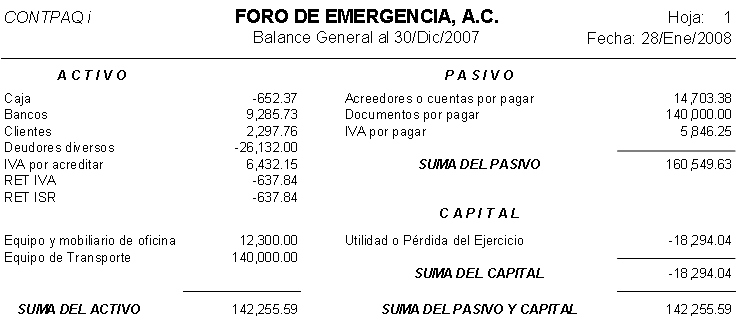 CONTPAQ i FORO DE EMERGENCIA, A.C. Hoja: 1
Balance General al 30/Dic/2007 Fecha: 28/Ene/2008
A C T I V O
Caja -652.37
Bancos 9,285.73
Clientes 2,297.76
Deudores diversos -26,132.00
IVA por acreditar 6,432.15
RET IVA -637.84
RET ISR -637.84
Equipo y mobiliario de oficina 12,300.00
Equipo de Transporte 140,000.00
SUMA DEL ACTIVO 142,255.59
P A S I V O
Acreedores o cuentas por pagar 14,703.38
Documentos por pagar 140,000.00
IVA por pagar 5,846.25
SUMA DEL PASIVO 160,549.63
C A P I T A L
Utilidad o Pérdida del Ejercicio -18,294.04
SUMA DEL CAPITAL -18,294.04
SUMA DEL PASIVO Y CAPITAL 142,255.59